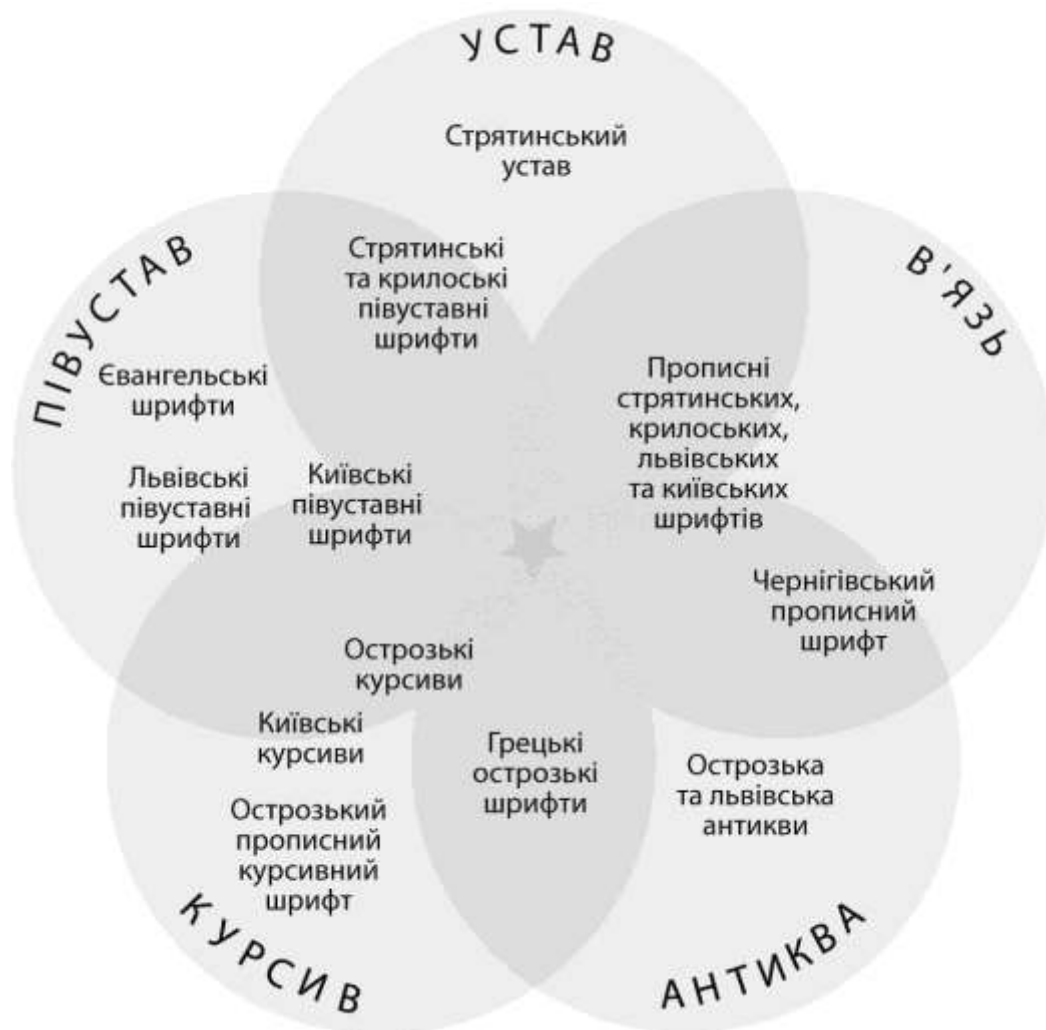 УСТАВ
Стрятинський
устав
ПІВУСТАВ
В'ЯЗЬ
Стрятинські
та крилоські
півуставні
шрифти
Євангельські
шрифти
Прописні
стрятинських,
крилоських,
львівських
та київських
шрифтів
Львівські
півуставні
шрифти
Київські
півуставні
шрифти
Чернігівський
прописний
шрифт
Острозькі
курсиви
Київські
курсиви
Грецькі
острозькі
шрифти
Острозька
та львівська
антикви
Острозький
прописний
курсивний
шрифт
КУРСИВ
АНТИКВА